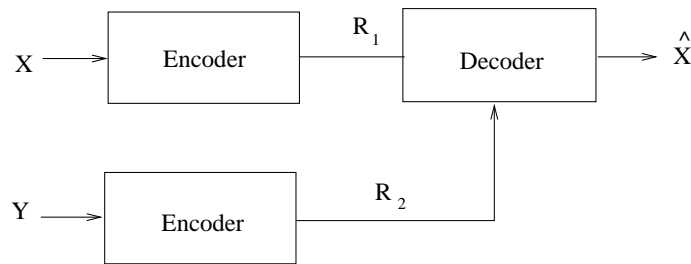 X
Encoder
R1
Decoder
X̂
Y
Encoder
R2